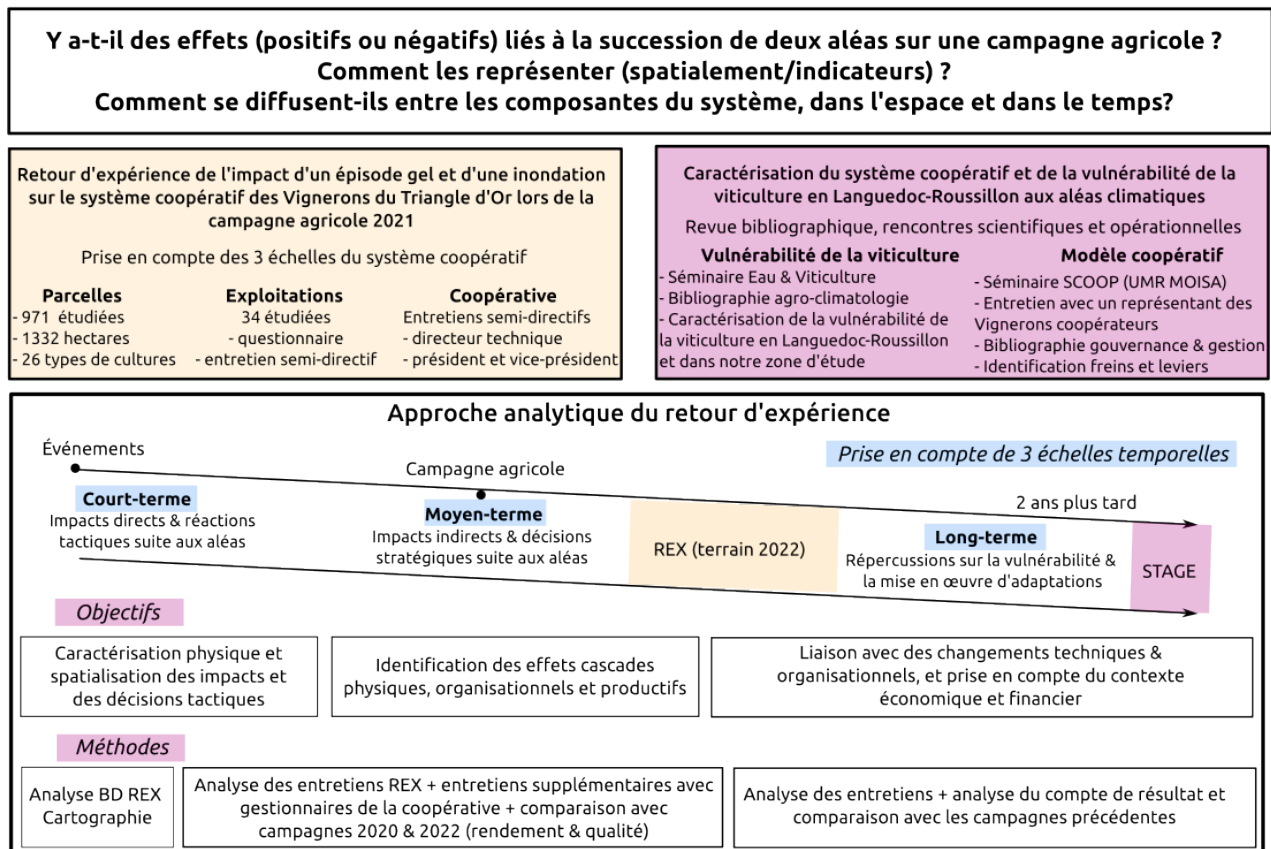 Y a-t-il des effets (positifs ou négatifs) liés à la succession de deux aléas sur une campagne agricole ?
Comment les représenter (spatialement/indicateurs) ?
Comment se diffusent-ils entre les composantes du système, dans l'espace et dans le temps?
Retour d'expérience de l'impact d'un épisode gel et d'une inondation
sur le système coopératif des Vignerons du Triangle d'Or lors de la
campagne agricole 2021
Prise en compte des 3 échelles du système coopératif
Parcelles
- 971 étudiées
- 1332 hectares
- 26 types de cultures
Exploitations
34 étudiées
- questionnaire
- entretien semi-directif
Coopérative
Entretiens semi-directifs
- directeur technique
- président et vice-président
Caractérisation du système coopératif et de la vulnérabilité de la
viticulture en Languedoc-Roussillon aux aléas climatiques
Revue bibliographique, rencontres scientifiques et opérationnelles
Vulnérabilité de la viticulture
- Séminaire Eau & Viticulture
- Bibliographie agro-climatologie
- Caractérisation de la vulnérabilité de
la viticulture en Languedoc-Roussillon
et dans notre zone d'étude
Modèle coopératif
- Séminaire SCOOP (UMR MOISA)
- Entretien avec un représentant des
Vignerons coopérateurs
- Bibliographie gouvernance & gestion
- Identification freins et leviers
Approche analytique du retour d'expérience
Événements
Campagne agricole
Prise en compte de 3 échelles temporelles
2 ans plus tard
Court-terme
Impacts directs & réactions
tactiques suite aux aléas
Moyen-terme
Impacts indirects & décisions
stratégiques suite aux aléas
REX (terrain 2022)
Long-terme
Répercussions sur la vulnérabilité &
la mise en œuvre d'adaptations
STAGE
Objectifs
Caractérisation physique et
spatialisation des impacts et
des décisions tactiques
Identification des effets cascades
physiques, organisationnels et productifs
Liaison avec des changements techniques &
organisationnels, et prise en compte du contexte
économique et financier
Méthodes
Analyse BD REX
Cartographie
Analyse des entretiens REX + entretiens supplémentaires avec
gestionnaires de la coopérative + comparaison avec
campagnes 2020 & 2022 (rendement & qualité)
Analyse des entretiens + analyse du compte de résultat et
comparaison avec les campagnes précédentes